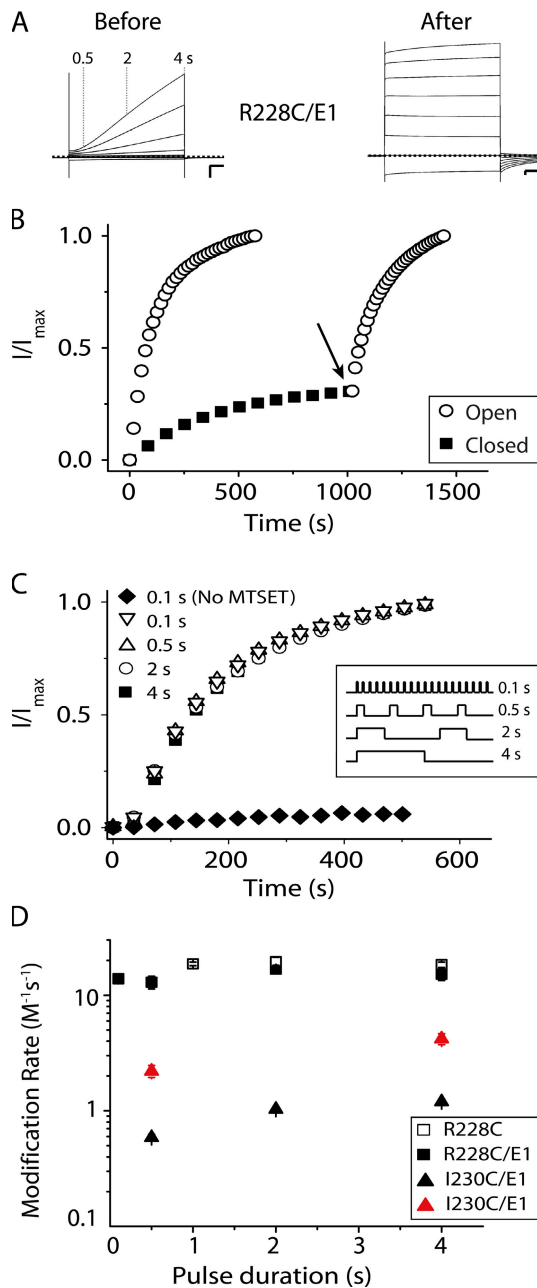 A
Before
After
0.5 2 4 s
R228C/E1
B
1.0
0.5
0.0
I/Imax
0 500 1000 1500
Time (s)
Open
Closed
C
0.1 s (No MTSET)
0.1 s
0.5 s
2 s
4 s
1.0
0.5
0.0
I/Imax
0.1 s
0.5 s
2 s
4 s
0 200 400 600
Time (s)
D
10
1
0.1
Modification Rate (M-1s-1)
R228C
R228C/E1
I230C/E1
I230C/E1
0 1 2 3 4
Pulse duration (s)